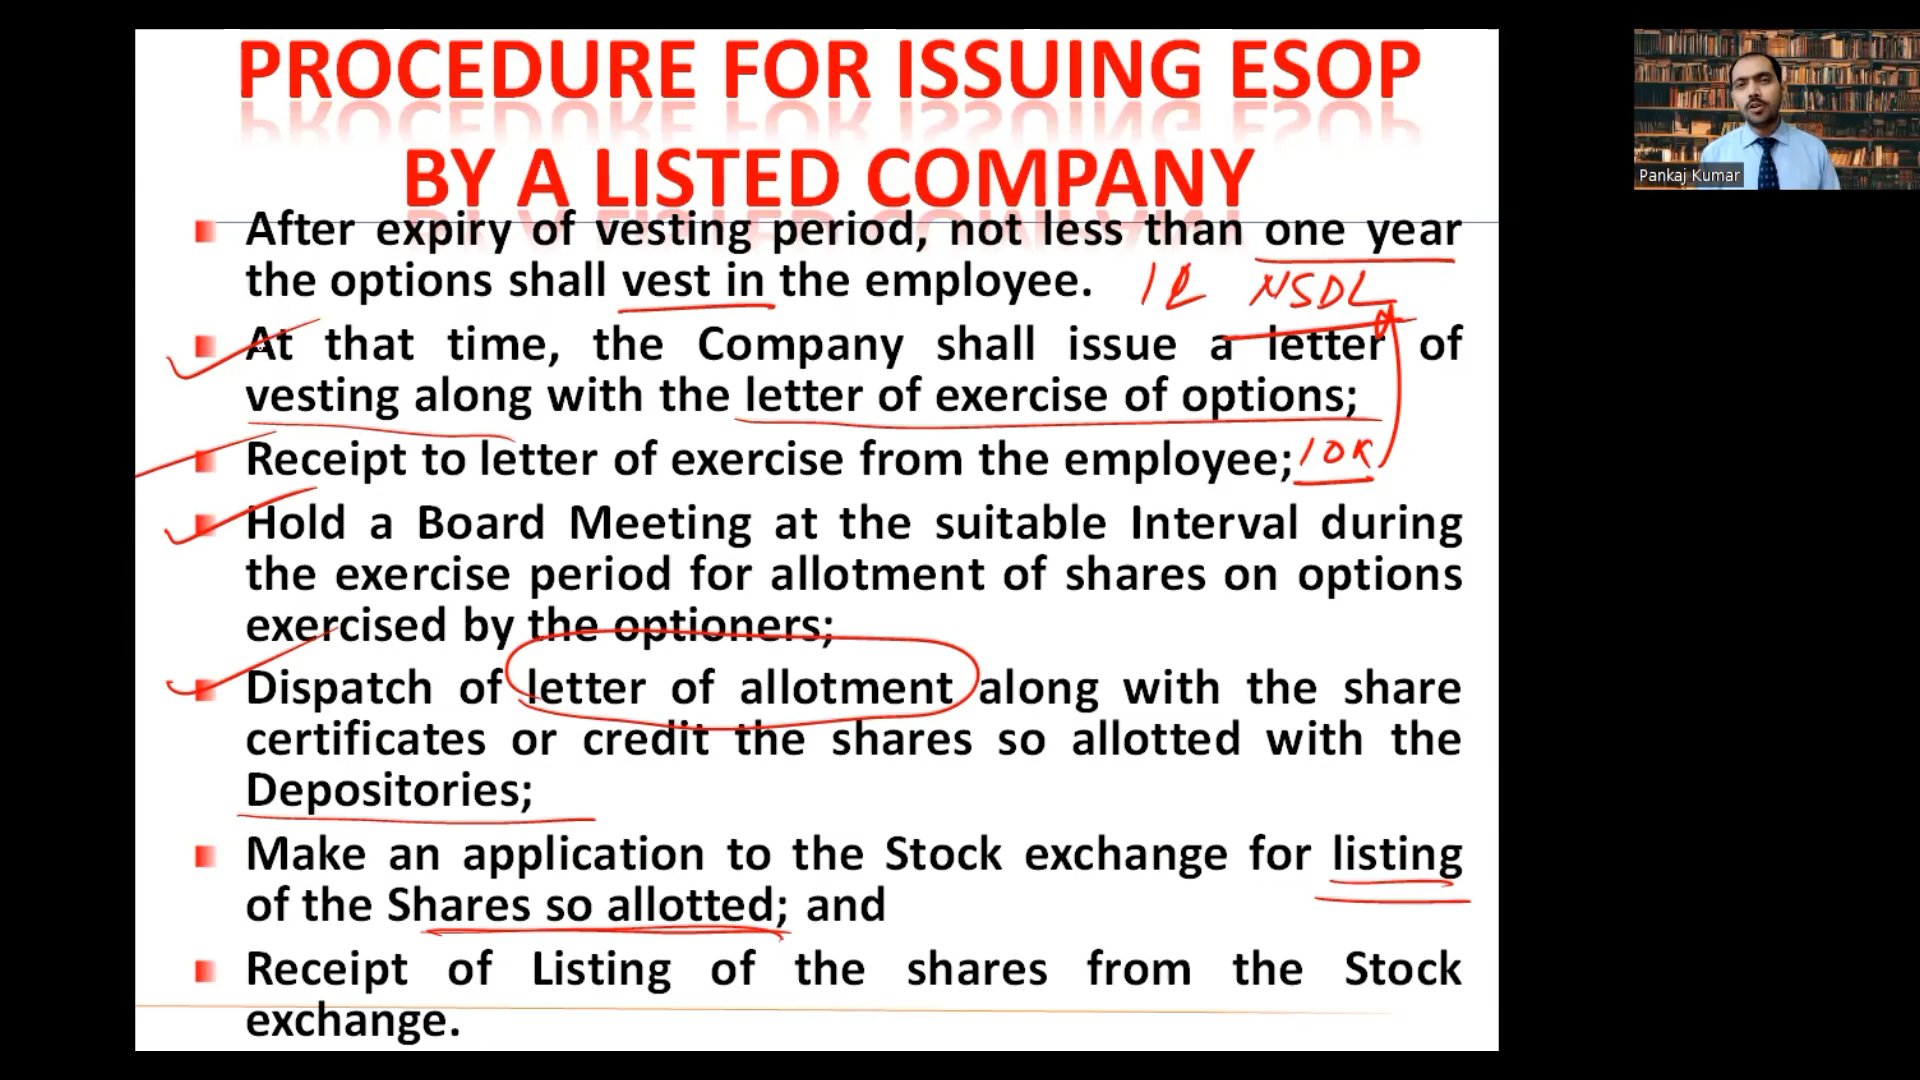 PROCEDURE FOR ISSUING ESOP
BY A LISTED COMPANY
Pankaj Kumar
After expiry of vesting period, not less than one year
the options shall vest in the employee.
NSDL
At that time, the Company shall issue a letter of
vesting along with the letter of exercise of options;
Receipt to letter of exercise from the employee; 10K
Hold a Board Meeting at the suitable Interval during
the exercise period for allotment of shares on options
exercised by the optioners;
Dispatch of letter of allotment along with the share
certificates or credit the shares so allotted with the
Depositories;
Make an application to the Stock exchange for listing
of the Shares so allotted; and
Receipt of Listing of the shares from the Stock
exchange.